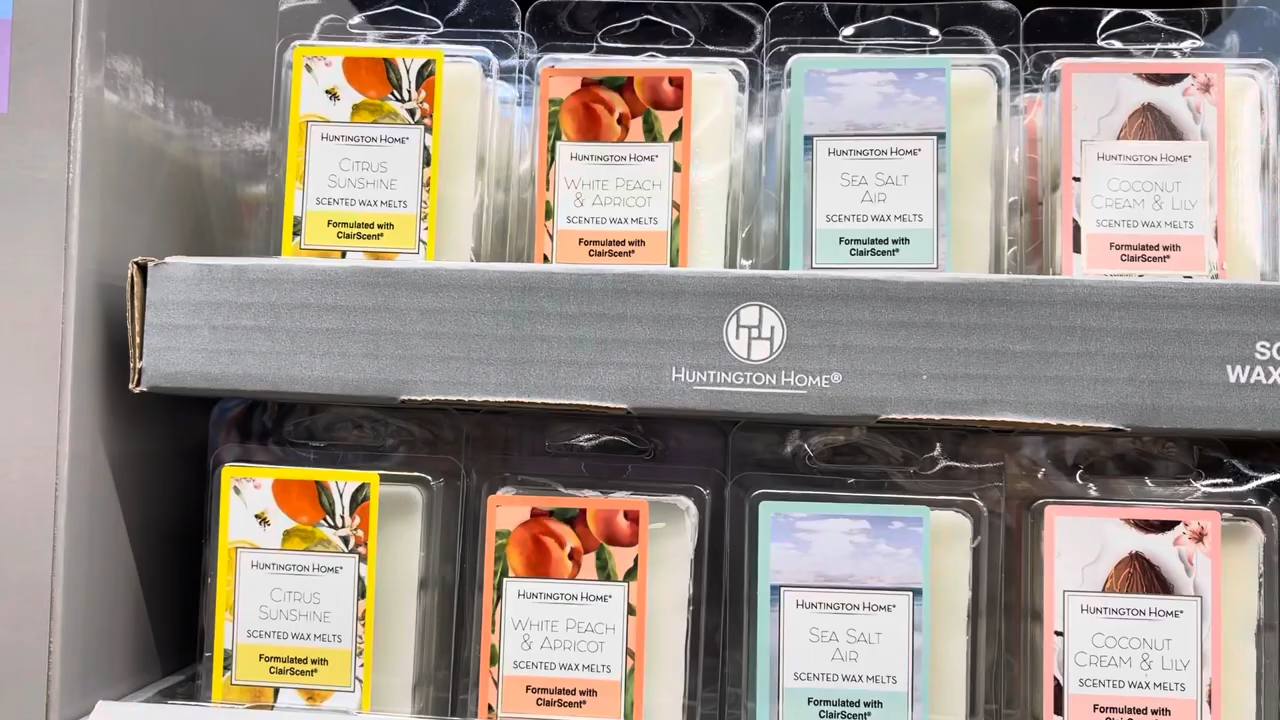 HUNTINGTON HOME®
CITRUS
SUNSHINE
SCENTED WAX MELTS
Formulated with
ClairScent®
HUNTINGTON HOME®
WHITE PEACH
& APRICOT
SCENTED WAX MELTS
Formulated with
ClairScent®
HUNTINGTON HOME®
SEA SALT
AIR
SCENTED WAX MELTS
Formulated with
ClairScent®
HUNTINGTON HOME®
COCONUT
CREAM & LILY
SCENTED WAX MELTS
Formulated with
ClairScent®
HUNTINGTON HOME®
HUNTINGTON HOME®
CITRUS
SUNSHINE
SCENTED WAX MELTS
Formulated with
ClairScent®
HUNTINGTON HOME®
WHITE PEACH
& APRICOT
SCENTED WAX MELTS
Formulated with
ClairScent®
HUNTINGTON HOME®
SEA SALT
AIR
SCENTED WAX MELTS
Formulated with
ClairScent®
HUNTINGTON HOME®
COCONUT
CREAM & LILY
SCENTED WAX MELTS
Formulated with